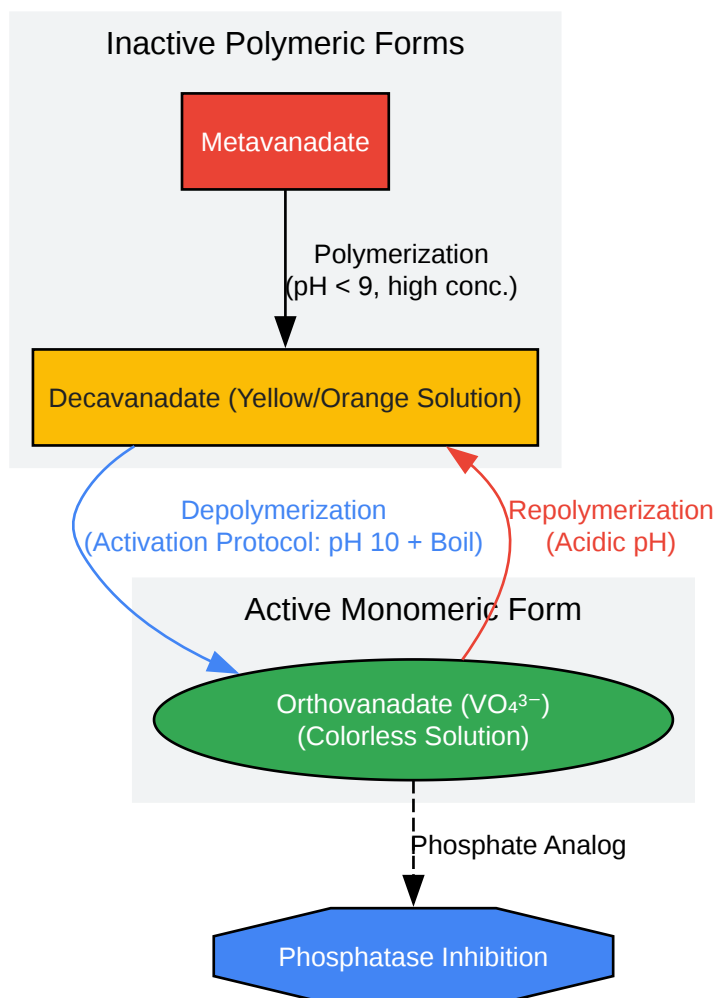 Inactive Polymeric Forms
Metavanadate
Polymerization
(pH < 9, high conc.)
Decavanadate (Yellow/Orange Solution)
Depolymerization
(Activation Protocol: pH 10 + Boil)
Repolymerization
(Acidic pH)
Active Monomeric Form
Orthovanadate (VO₄³⁻)
(Colorless Solution)
Phosphate Analog
Phosphatase Inhibition